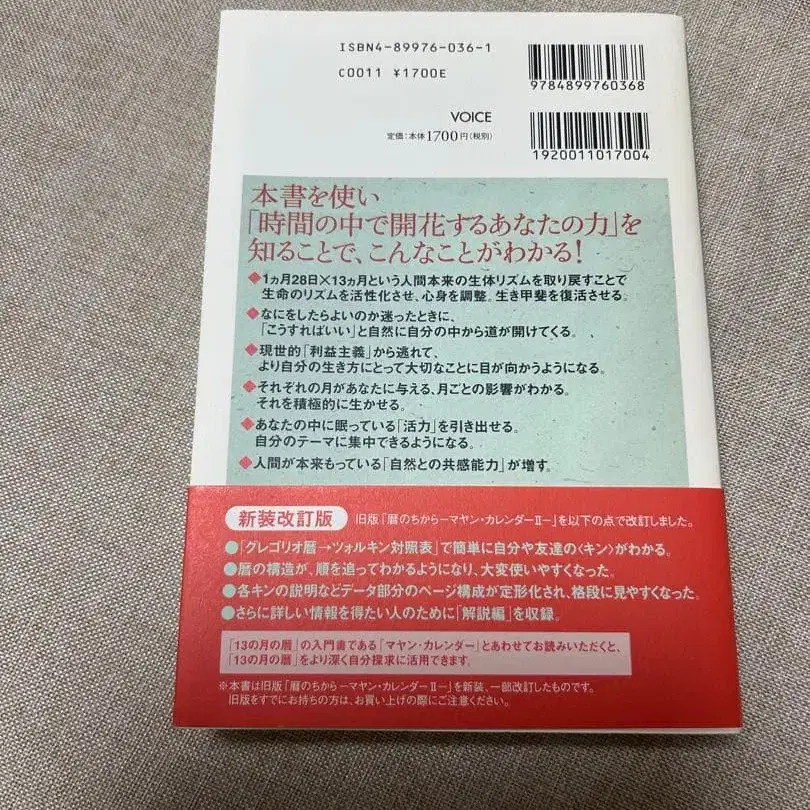 ISBN4-89976-036-1
C0011 ¥1700E
9784899760368
VOICE
定価:本体1700円(税別)
1920011017004
本書を使い
「時間の中で開花するあなたの力」を
知ることで、こんなことがわかる!
◆1ヵ月28日×13ヵ月という人間本来の生体リズムを取り戻すことで
生命のリズムを活性化させ、心身を調整。生き甲斐を復活させる。
◆なにをしたらよいのか迷ったときに、
「こうすればいい」と自然に自分の中から道が開けてくる。
◆現世的「利益主義」から逃れて、
より自分の生き方にとって大切なことに目が向かうようになる。
◆それぞれの月があなたに与える、月ごとの影響がわかる。
それを積極的に生かせる。
◆あなたの中に眠っている「活力」を引き出せる。
自分のテーマに集中できるようになる。
◆人間が本来もっている「自然との共感能力」が増す。
新装改訂版 旧版「暦のちから−マヤン・カレンダーⅡ−」を以下の点で改訂しました。
●「グレゴリオ暦→ツォルキン対照表」で簡単に自分や友達の〈キン〉がわかる。
●暦の構造が、順を追ってわかるようになり、大変使いやすくなった。
●各キンの説明などデータ部分のページ構成が定形化され、格段に見やすくなった。
●さらに詳しい情報を得たい人のために「解説編」を収録。
「13の月の暦」の入門書である「マヤン・カレンダー」とあわせてお読みいただくと、
「13の月の暦」をより深く自分探求に活用できます。
※本書は旧版「暦のちから−マヤン・カレンダーⅡ−」を新装、一部改訂したものです。
旧版をすでにお持ちの方は、お買い上げの際にご注意ください。